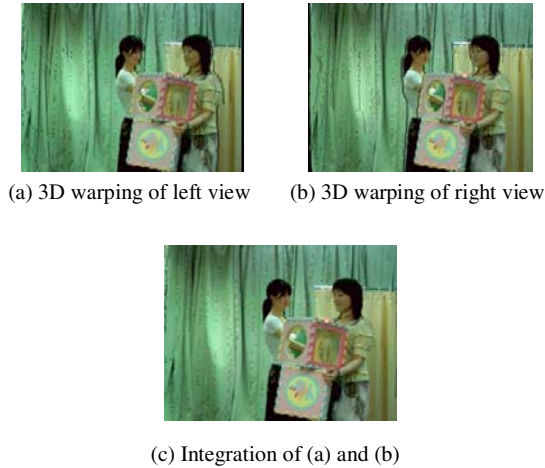 (a) 3D warping of left view
(b) 3D warping of right view
(c) Integration of (a) and (b)